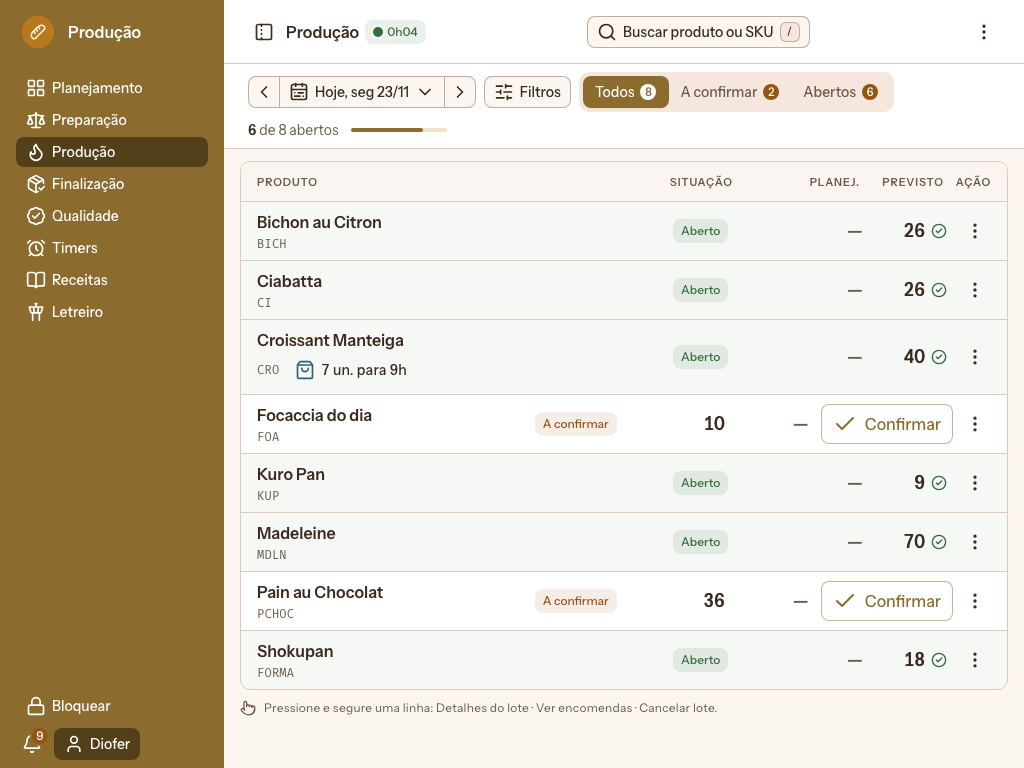 Produção
Planejamento
Preparação
Produção
Finalização
Qualidade
Timers
Receitas
Letreiro
Bloquear
9
Diofer
Produção
0h04
Buscar produto ou SKU /
Hoje, seg 23/11
Filtros
Todos 8
A confirmar 2
Abertos 6
6 de 8 abertos
PRODUTO SITUAÇÃO PLANEJ. PREVISTO AÇÃO
Bichon au Citron
BICH
Aberto — 26
Ciabatta
CI
Aberto — 26
Croissant Manteiga
CRO 7 un. para 9h
Aberto — 40
Focaccia do dia
FOA
A confirmar 10 — Confirmar
Kuro Pan
KUP
Aberto — 9
Madeleine
MDLN
Aberto — 70
Pain au Chocolat
PCHOC
A confirmar 36 — Confirmar
Shokupan
FORMA
Aberto — 18
Pressione e segure uma linha: Detalhes do lote · Ver encomendas · Cancelar lote.